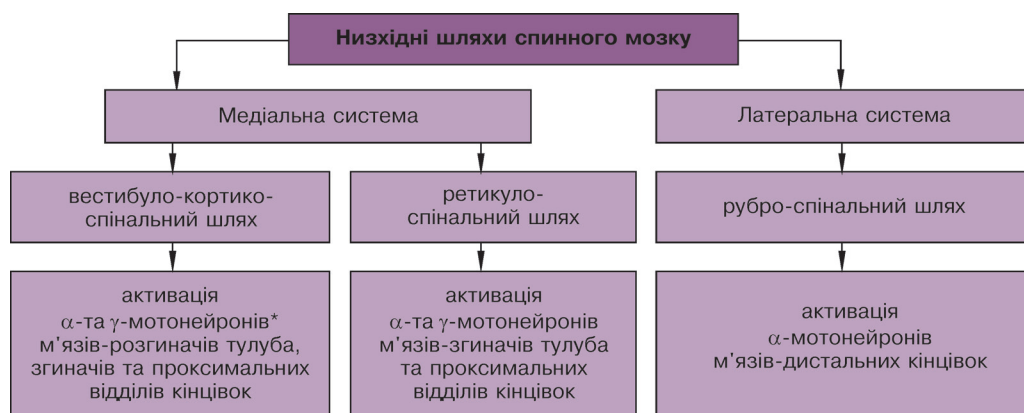 Низхідні шляхи спинного мозку
Медіальна система
Латеральна система
вестибуло-кортико-
спінальний шлях
ретикуло-
спінальний шлях
рубро-спінальний шлях
активація
α-та γ-мотонейронів*
м'язів-розгиначів тулуба,
згиначів та проксимальних
відділів кінцівок
активація
α-та γ-мотонейронів
м'язів-згиначів тулуба
та проксимальних
відділів кінцівок
активація
α-мотонейронів
м'язів-дистальних кінцівок